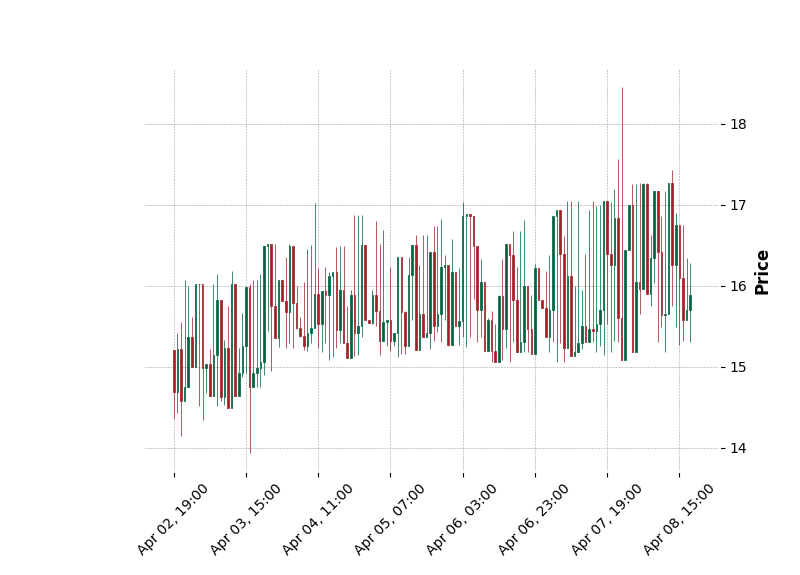 18
17
16
15
14
Price
Apr 02, 19:00
Apr 03, 15:00
Apr 04, 11:00
Apr 05, 07:00
Apr 06, 03:00
Apr 06, 23:00
Apr 07, 19:00
Apr 08, 15:00